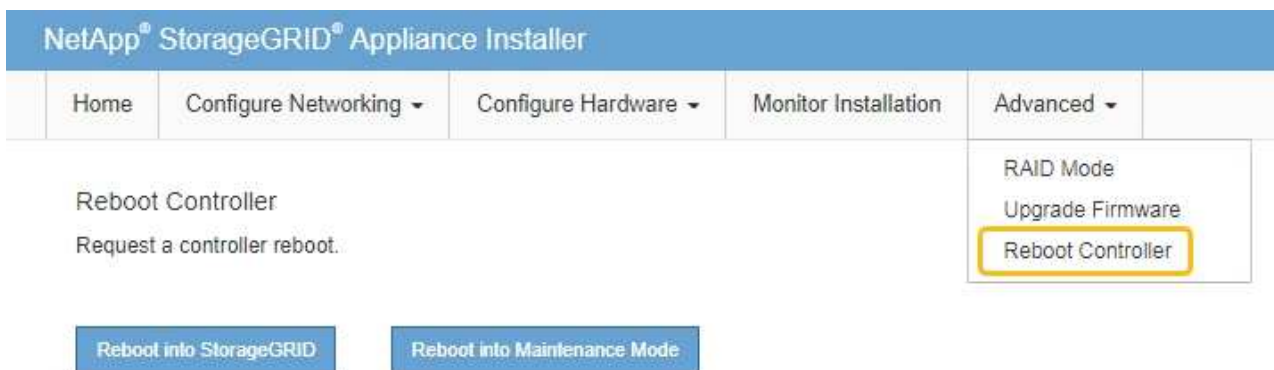 NetApp® StorageGRID® Appliance Installer
Home Configure Networking Configure Hardware Monitor Installation Advanced
RAID Mode
Upgrade Firmware
Reboot Controller
Reboot Controller
Request a controller reboot.
Reboot into StorageGRID Reboot into Maintenance Mode